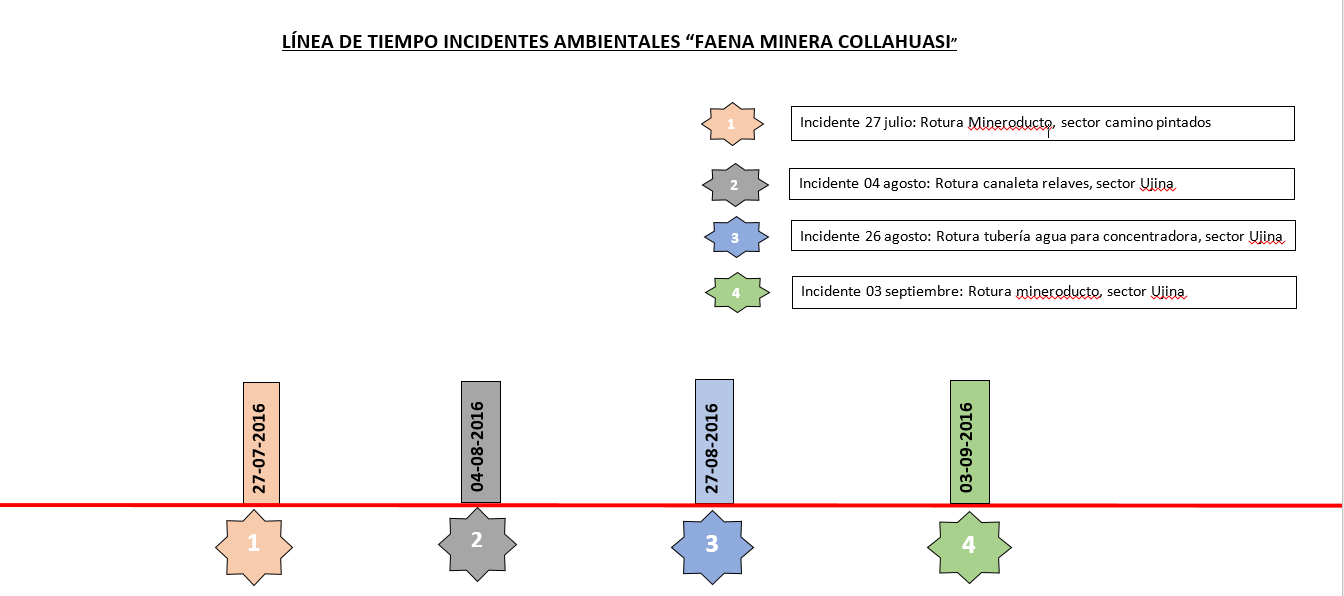 LÍNEA DE TIEMPO INCIDENTES AMBIENTALES “FAENA MINERA COLLAHUASI”
1
Incidente 27 julio: Rotura Mineroducto, sector camino pintados
2
Incidente 04 agosto: Rotura canaleta relaves, sector Ujina
3
Incidente 26 agosto: Rotura tubería agua para concentradora, sector Ujina
4
Incidente 03 septiembre: Rotura mineroducto, sector Ujina
27-07-2016
04-08-2016
27-08-2016
03-09-2016
1
2
3
4